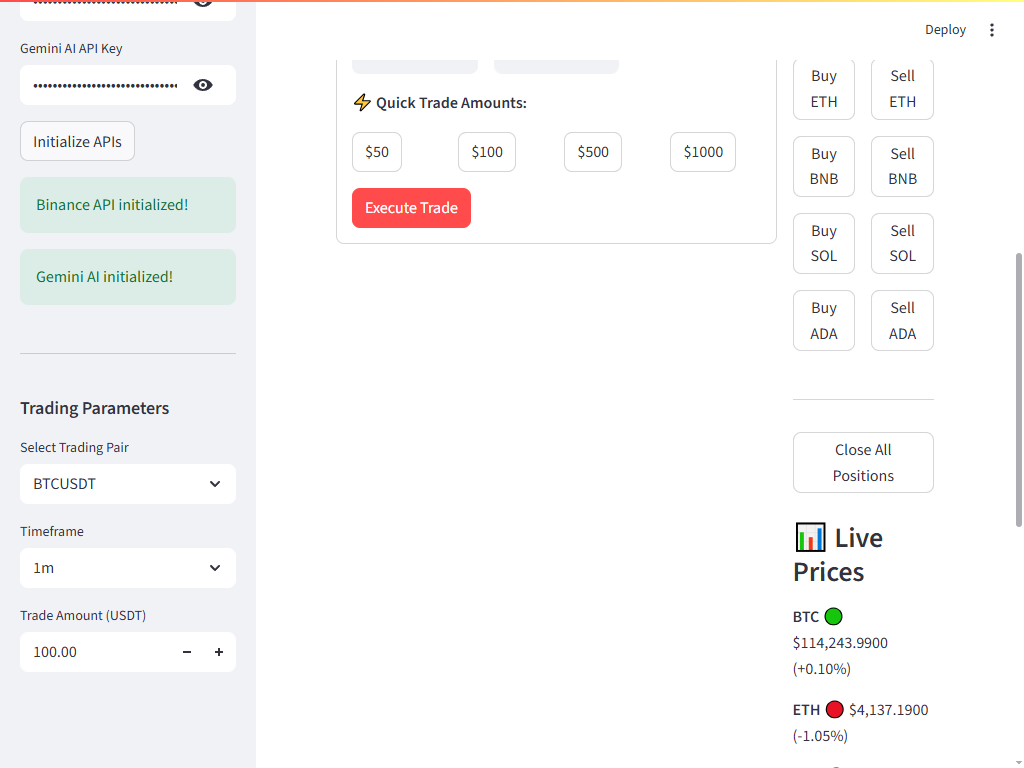 Gemini AI API Key
••••••••••••••••••••••••••••••
Initialize APIs
Binance API initialized!
Gemini AI initialized!
Trading Parameters
Select Trading Pair
BTCUSDT
Timeframe
1m
Trade Amount (USDT)
100.00
Deploy
⚡ Quick Trade Amounts:
$50
$100
$500
$1000
Execute Trade
Buy
ETH
Sell
ETH
Buy
BNB
Sell
BNB
Buy
SOL
Sell
SOL
Buy
ADA
Sell
ADA
Close All
Positions
📊 Live
Prices
BTC 🟢
$114,243.9900
(+0.10%)
ETH 🔴 $4,137.1900
(-1.05%)